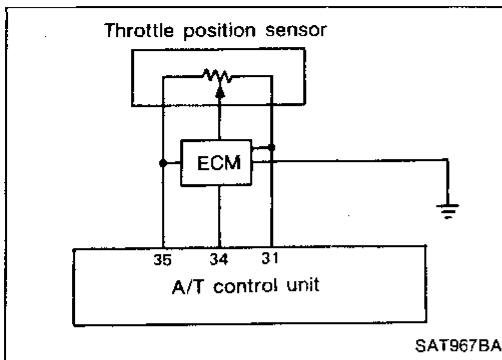 Throttle position sensor
ECM
35 34 31
A/T control unit
SAT967BA